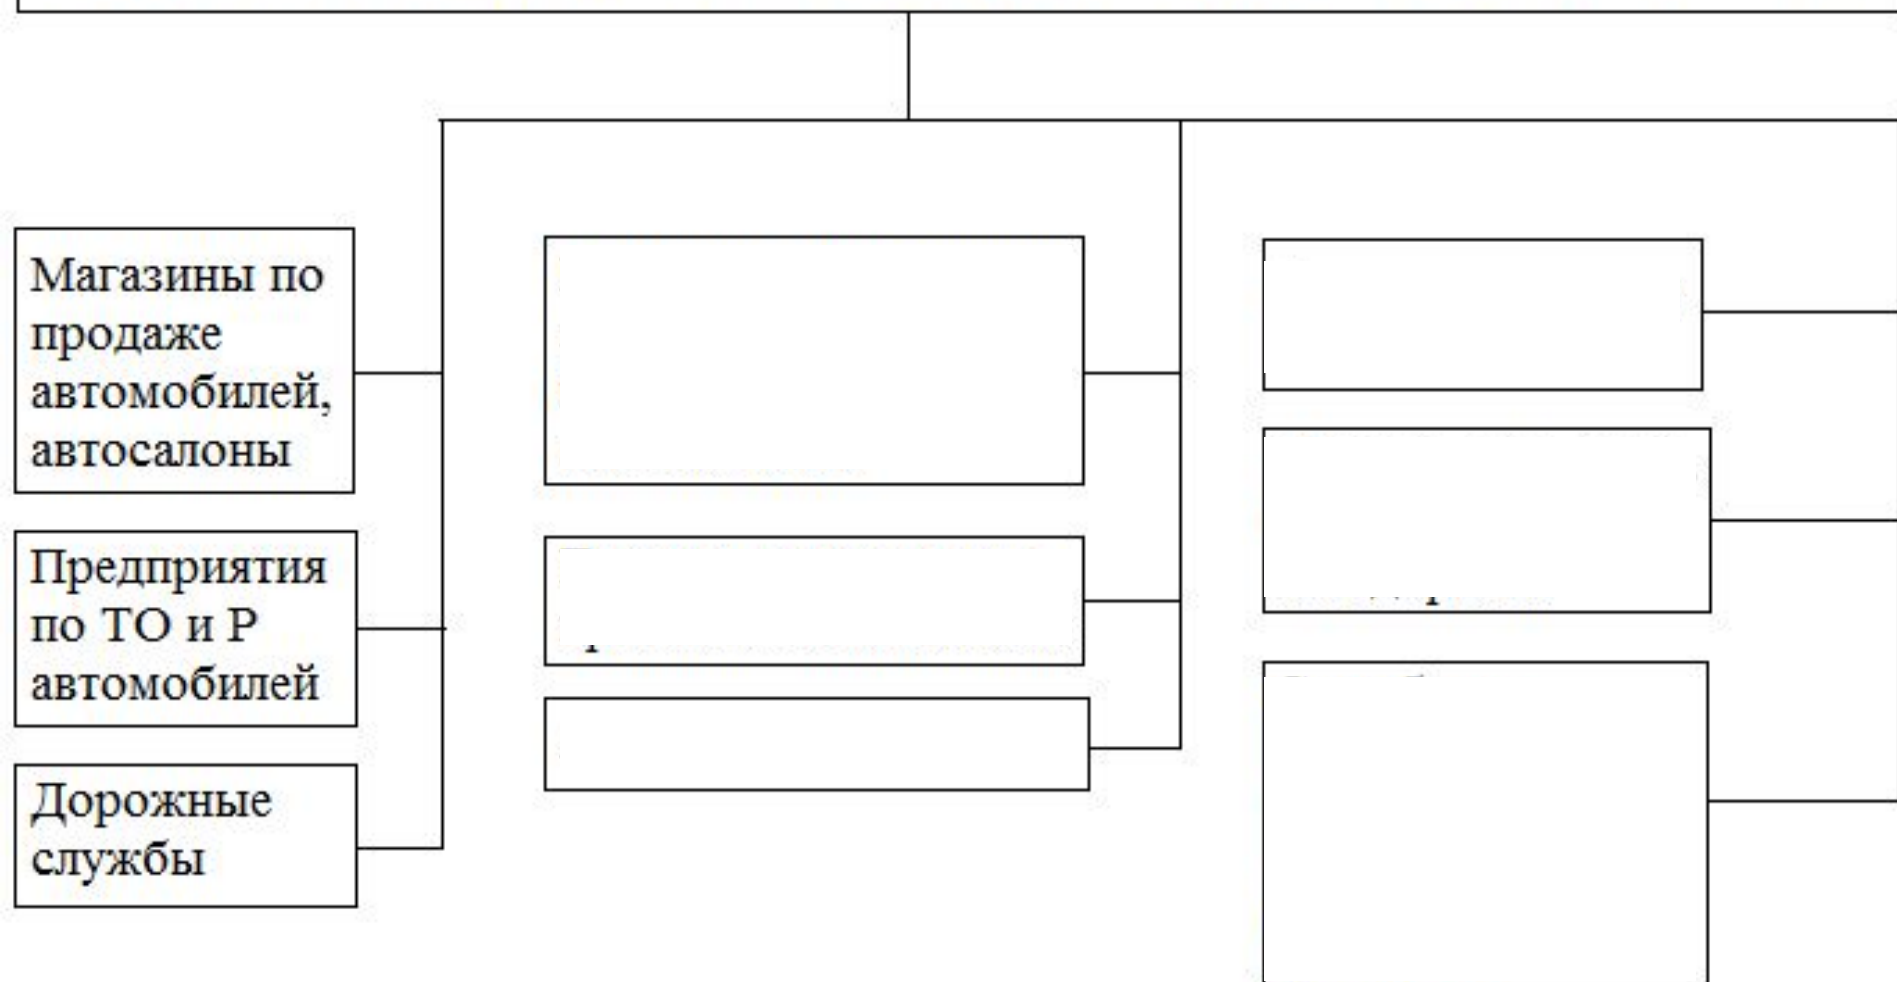 Магазины по
продаже
автомобилей,
автосалоны
Предприятия
по ТО и Р
автомобилей
Дорожные
службы